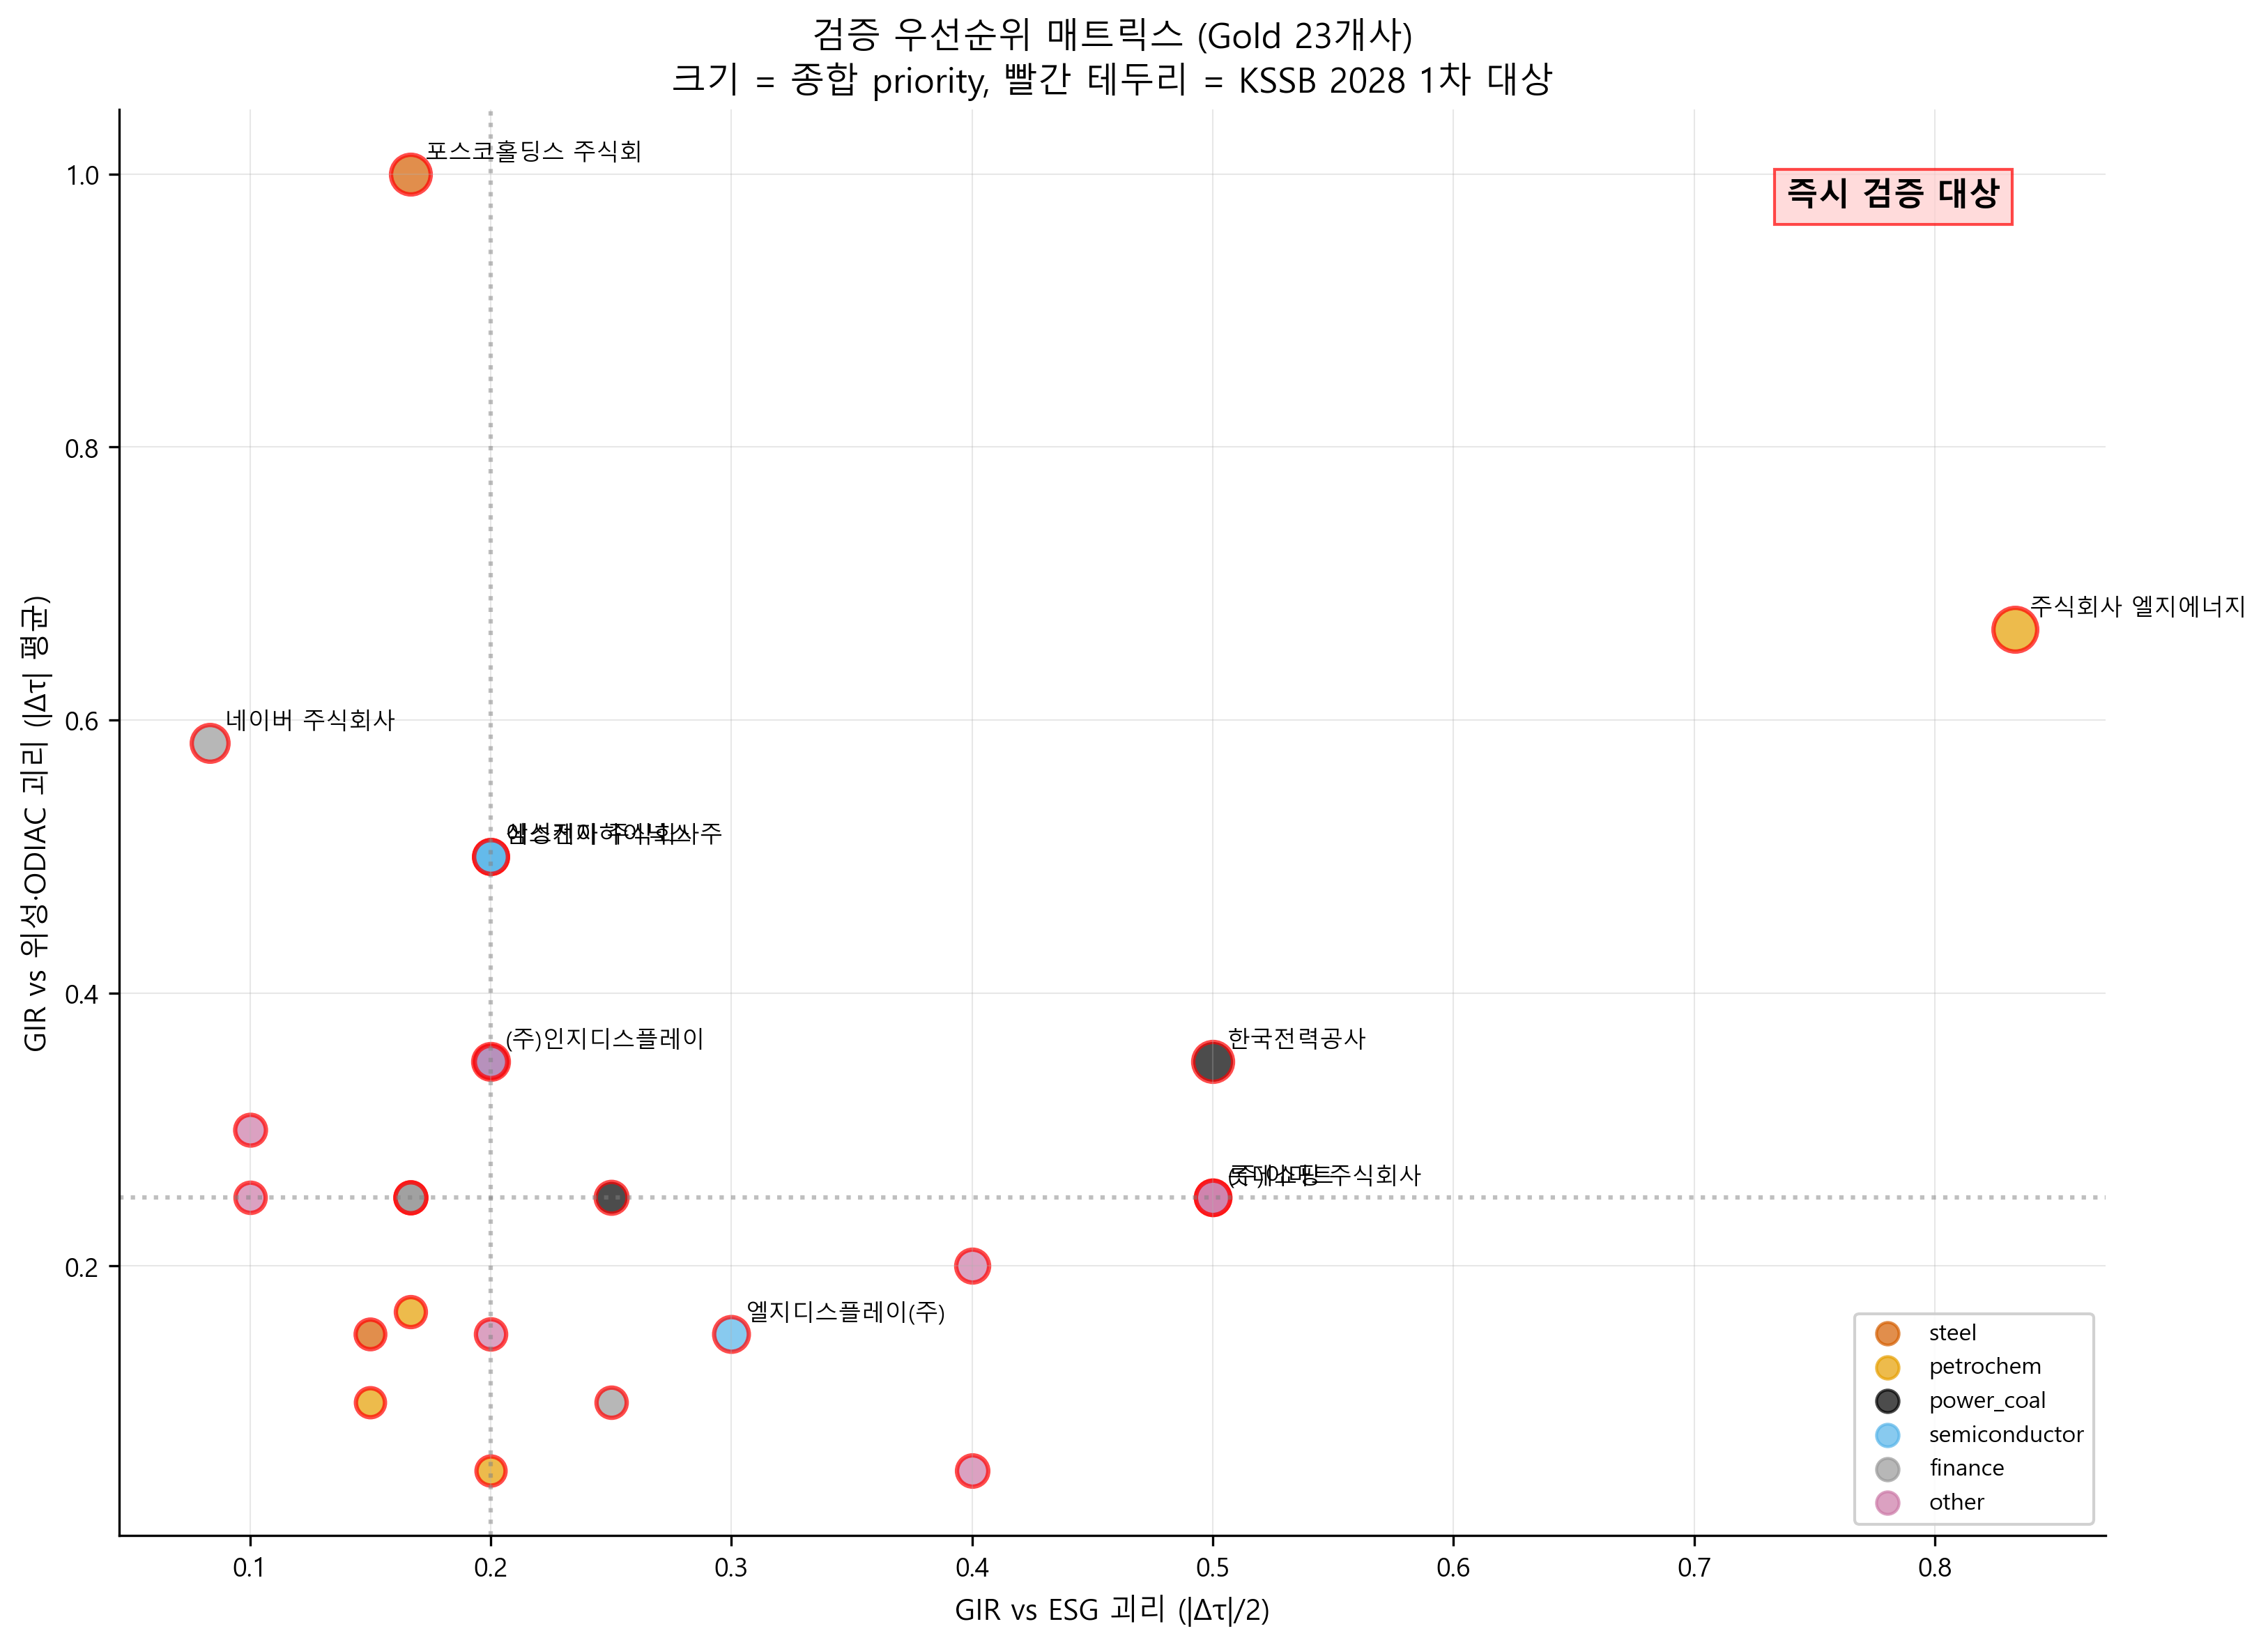 검증 우선순위 매트릭스 (Gold 23개사)
크기 = 종합 priority, 빨간 테두리 = KSSB 2028 1차 대상
포스코홀딩스 주식회
즉시 검증 대상
주식회사 엘지에너지
네이버 주식회사
(주)인지디스플레이
한국전력공사
엘지디스플레이(주)
1.0
0.8
0.6
0.4
0.2
GIR vs 위성·ODIAC 괴리 (|Δτ| 평균)
steel
petrochem
power_coal
semiconductor
finance
other
0.1
0.2
0.3
0.4
0.5
0.6
0.7
0.8
GIR vs ESG 괴리 (|Δτ|/2)